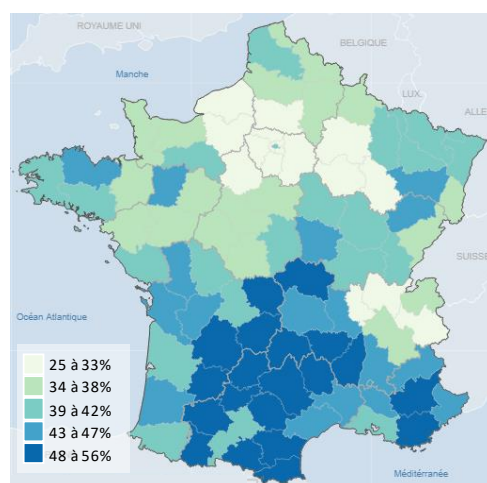 ROYAUME UNI
BELGIQUE
Manche
LUX.
ALLE
SUISSE
Océan Atlantique
25 à 33%
34 à 38%
39 à 42%
43 à 47%
48 à 56%
Méditérranée